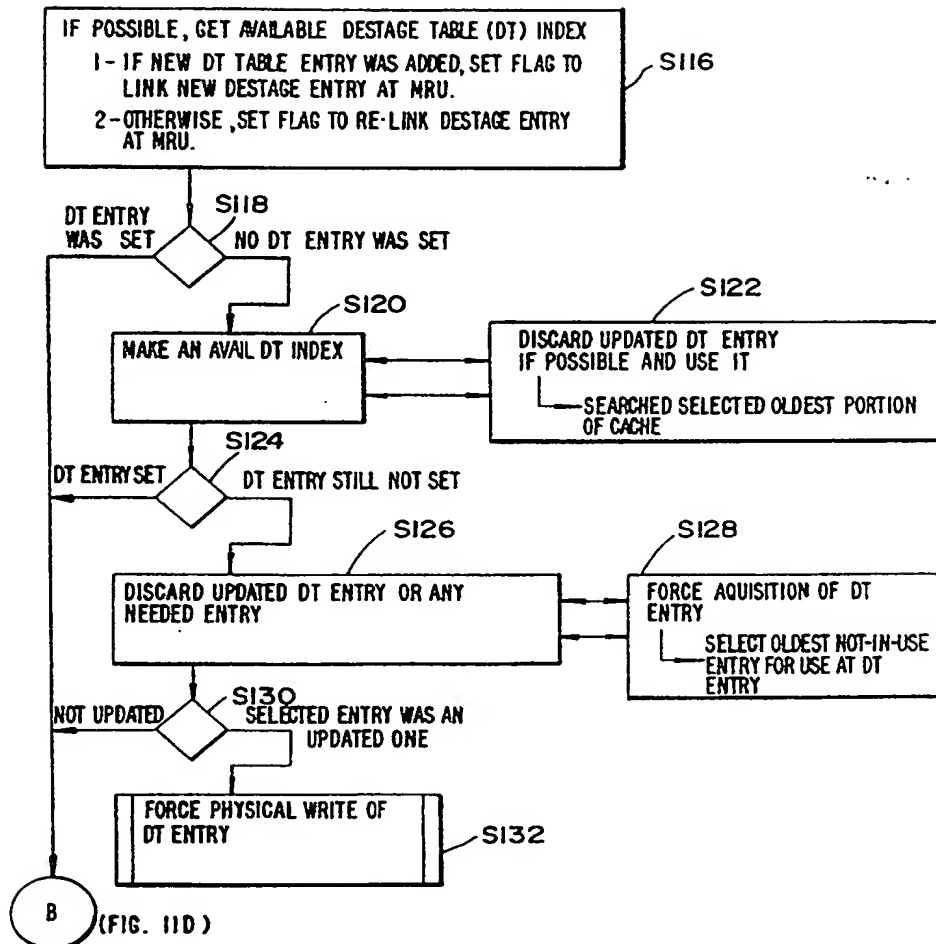 IF POSSIBLE, GET AVAILABLE DESTAGE TABLE (DT) INDEX
1-IF NEW DT TABLE ENTRY WAS ADDED, SET FLAG TO
LINK NEW DESTAGE ENTRY AT MRU.
2-OTHERWISE, SET FLAG TO RE-LINK DESTAGE ENTRY
AT MRU.
S116
S118
DT ENTRY
WAS SET
NO DT ENTRY WAS SET
S120
MAKE AN AVAIL DT INDEX
S122
DISCARD UPDATED DT ENTRY
IF POSSIBLE AND USE IT
SEARCHED SELECTED OLDEST PORTION
OF CACHE
S124
DT ENTRY SET
DT ENTRY STILL NOT SET
S126
DISCARD UPDATED DT ENTRY OR ANY
NEEDED ENTRY
S128
FORCE AQUISITION OF DT
ENTRY
SELECT OLDEST NOT-IN-USE
ENTRY FOR USE AT DT
ENTRY
S130
NOT UPDATED
SELECTED ENTRY WAS AN
UPDATED ONE
FORCE PHYSICAL WRITE OF
DT ENTRY
S132
B
(FIG. 11D)